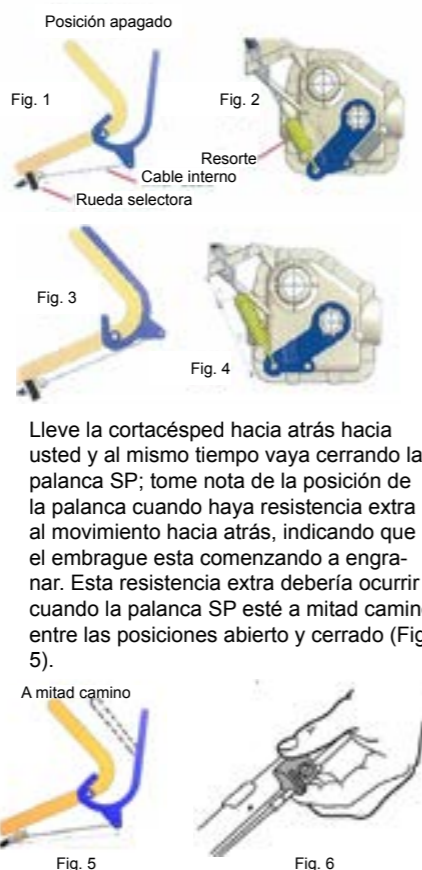 Posición apagado
Fig. 1
Fig. 2
Resorte
Cable interno
Rueda selectora
Fig. 3
Fig. 4
Lleve la cortacésped hacia atrás hacia
usted y al mismo tiempo vaya cerrando la
palanca SP; tome nota de la posición de
la palanca cuando haya resistencia extra
al movimiento hacia atrás, indicando que
el embrague esta comenzando a engra-
nar. Esta resistencia extra debería ocurrir
cuando la palanca SP esté a mitad camin
entre las posiciones abierto y cerrado (Fig
5).
A mitad camino
Fig. 5
Fig. 6